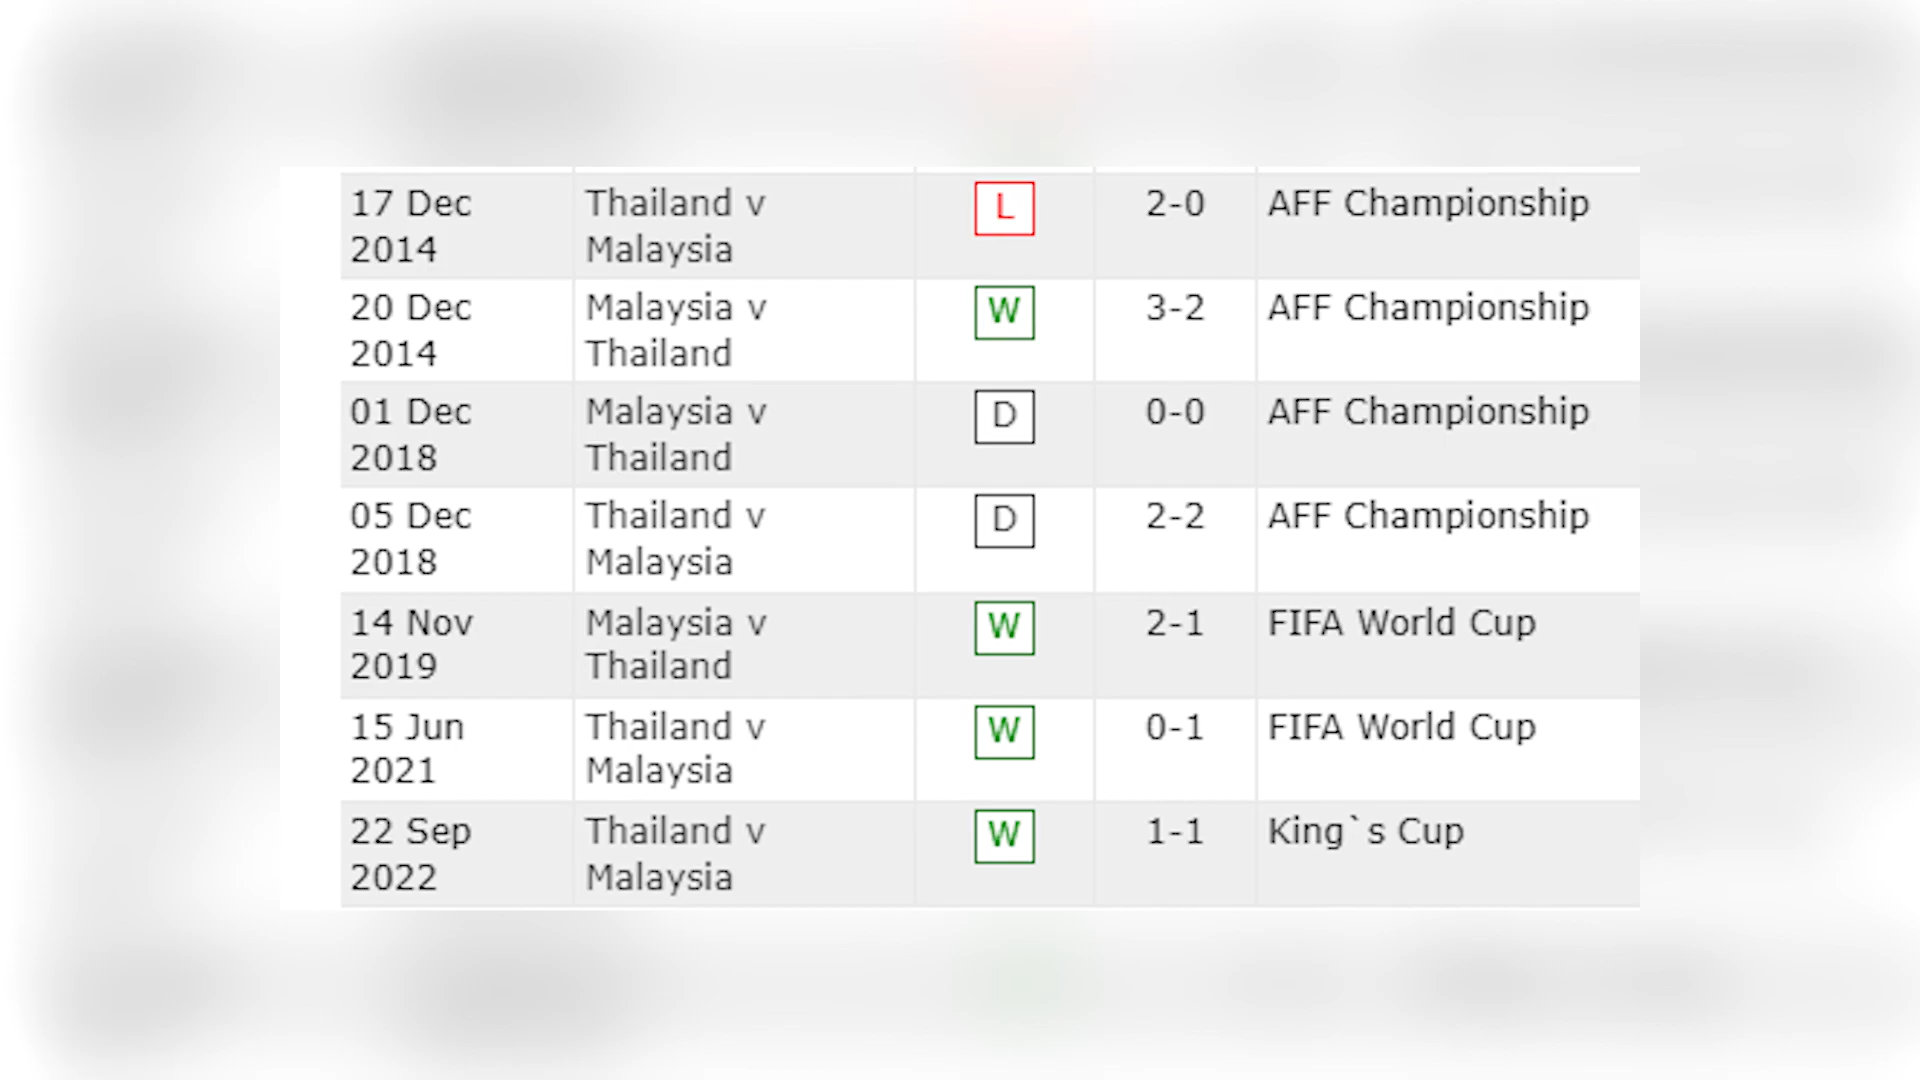 17 Dec 2014 Thailand v Malaysia L 2-0 AFF Championship
20 Dec 2014 Malaysia v Thailand W 3-2 AFF Championship
01 Dec 2018 Malaysia v Thailand D 0-0 AFF Championship
05 Dec 2018 Thailand v Malaysia D 2-2 AFF Championship
14 Nov 2019 Malaysia v Thailand W 2-1 FIFA World Cup
15 Jun 2021 Thailand v Malaysia W 0-1 FIFA World Cup
22 Sep 2022 Thailand v Malaysia W 1-1 King`s Cup